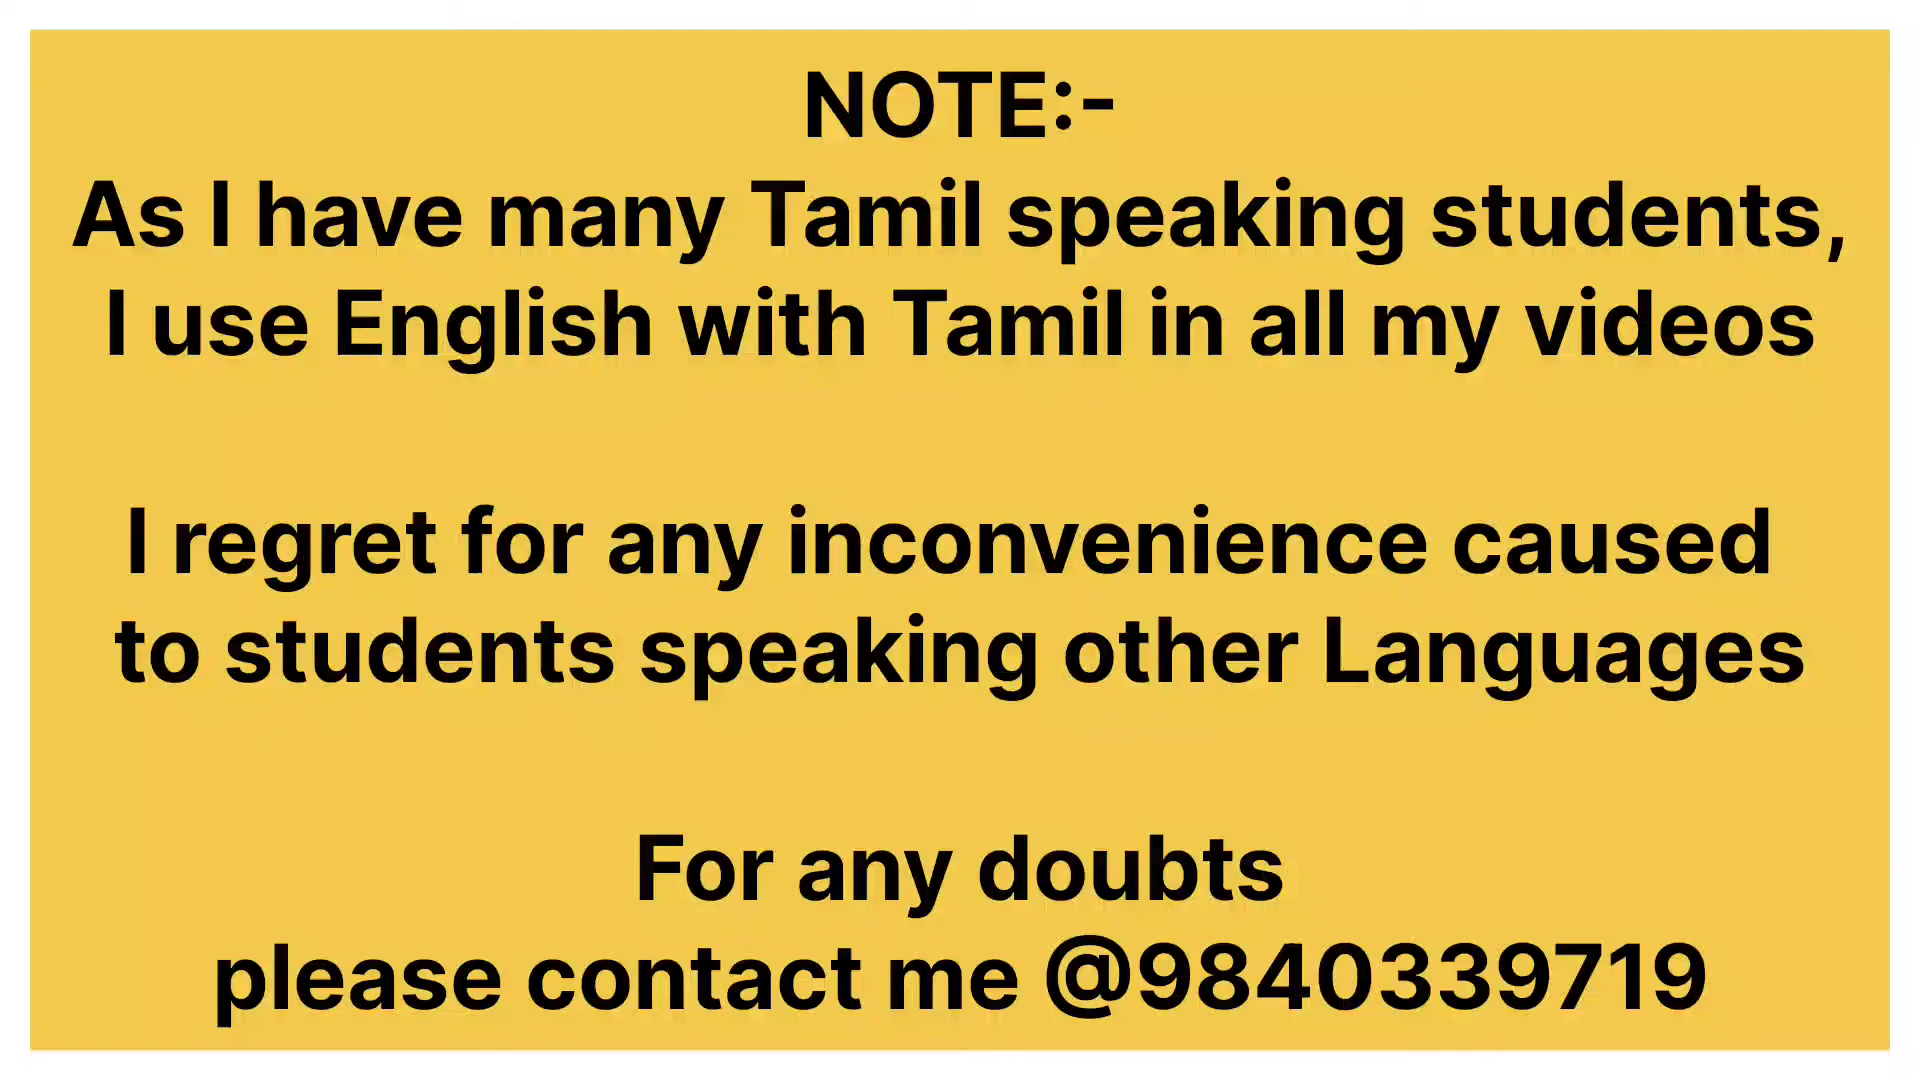 NOTE:-
As I have many Tamil speaking students,
I use English with Tamil in all my videos
I regret for any inconvenience caused
to students speaking other Languages
For any doubts
please contact me @9840339719